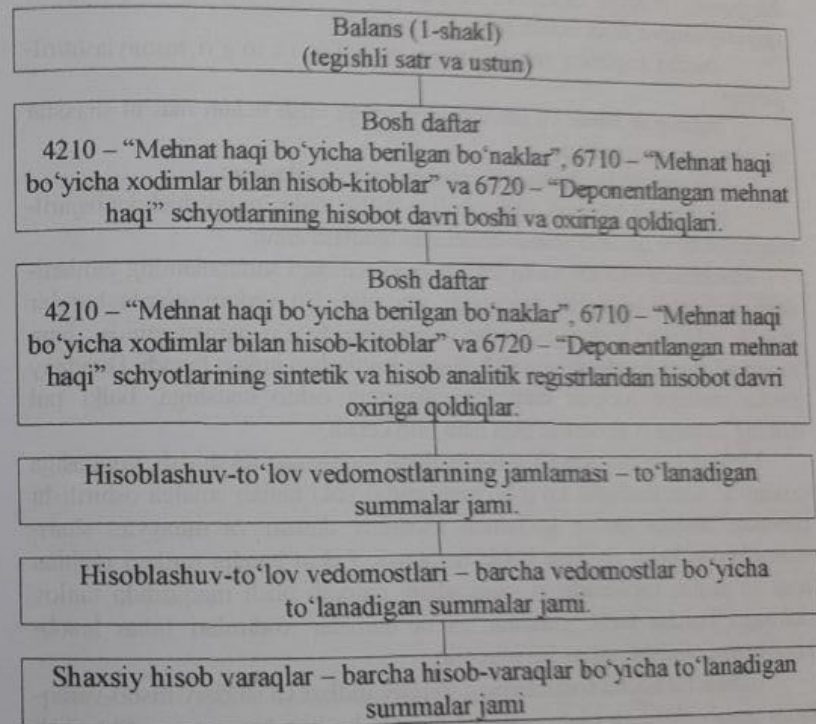 Balans (1-shakl)
(tegishli satr va ustun)
Bosh daftar
4210 – “Mehnat haqi bo‘yicha berilgan bo‘naklar”, 6710 – “Mehnat haqi
bo‘yicha xodimlar bilan hisob-kitoblar” va 6720 – “Deponentlangan mehnat
haqi” schyotlarining hisobot davri boshi va oxiriga qoldiqlari.
Bosh daftar
4210 – “Mehnat haqi bo‘yicha berilgan bo‘naklar”, 6710 – “Mehnat haqi
bo‘yicha xodimlar bilan hisob-kitoblar” va 6720 – “Deponentlangan mehnat
haqi” schyotlarining sintetik va hisob analitik registrlaridan hisobot davri
oxiriga qoldiqlar.
Hisoblashuv-to‘lov vedomostlarining jamlamasi – to‘lanadigan
summalar jami.
Hisoblashuv-to‘lov vedomostlari – barcha vedomostlar bo‘yicha
to‘lanadigan summalar jami.
Shaxsiy hisob varaqlar – barcha hisob-varaqlar bo‘yicha to‘lanadigan
summalar jami